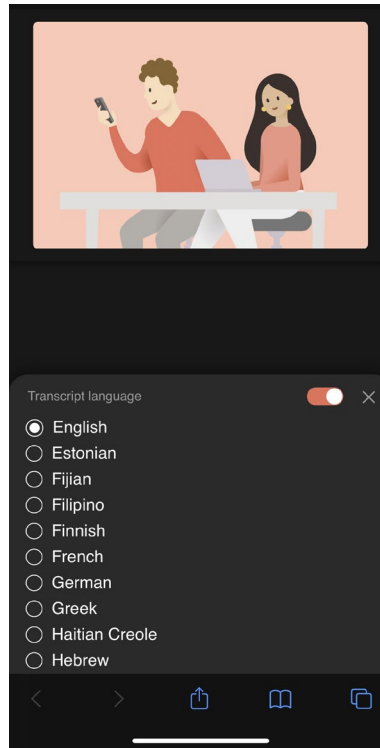 Transcript language
English
Estonian
Fijian
Filipino
Finnish
French
German
Greek
Haitian Creole
Hebrew